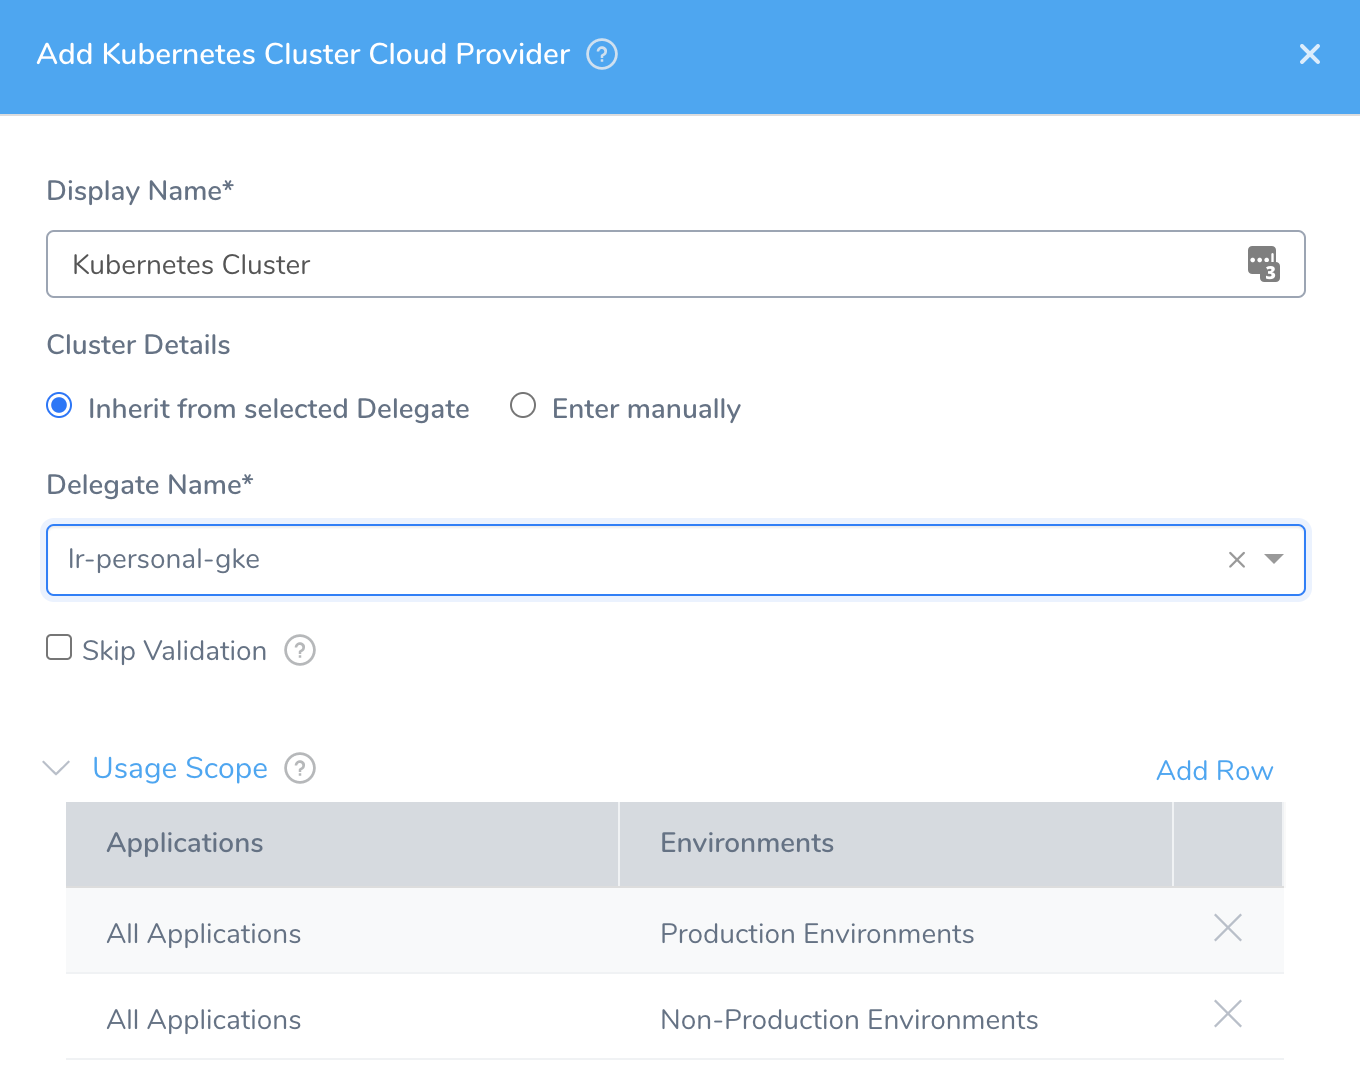 Add Kubernetes Cluster Cloud Provider ?
Display Name*
Kubernetes Cluster 3
Cluster Details
Inherit from selected Delegate Enter manually
Delegate Name*
lr-personal-gke
Skip Validation ?
Usage Scope ? Add Row
Applications Environments
All Applications Production Environments
All Applications Non-Production Environments